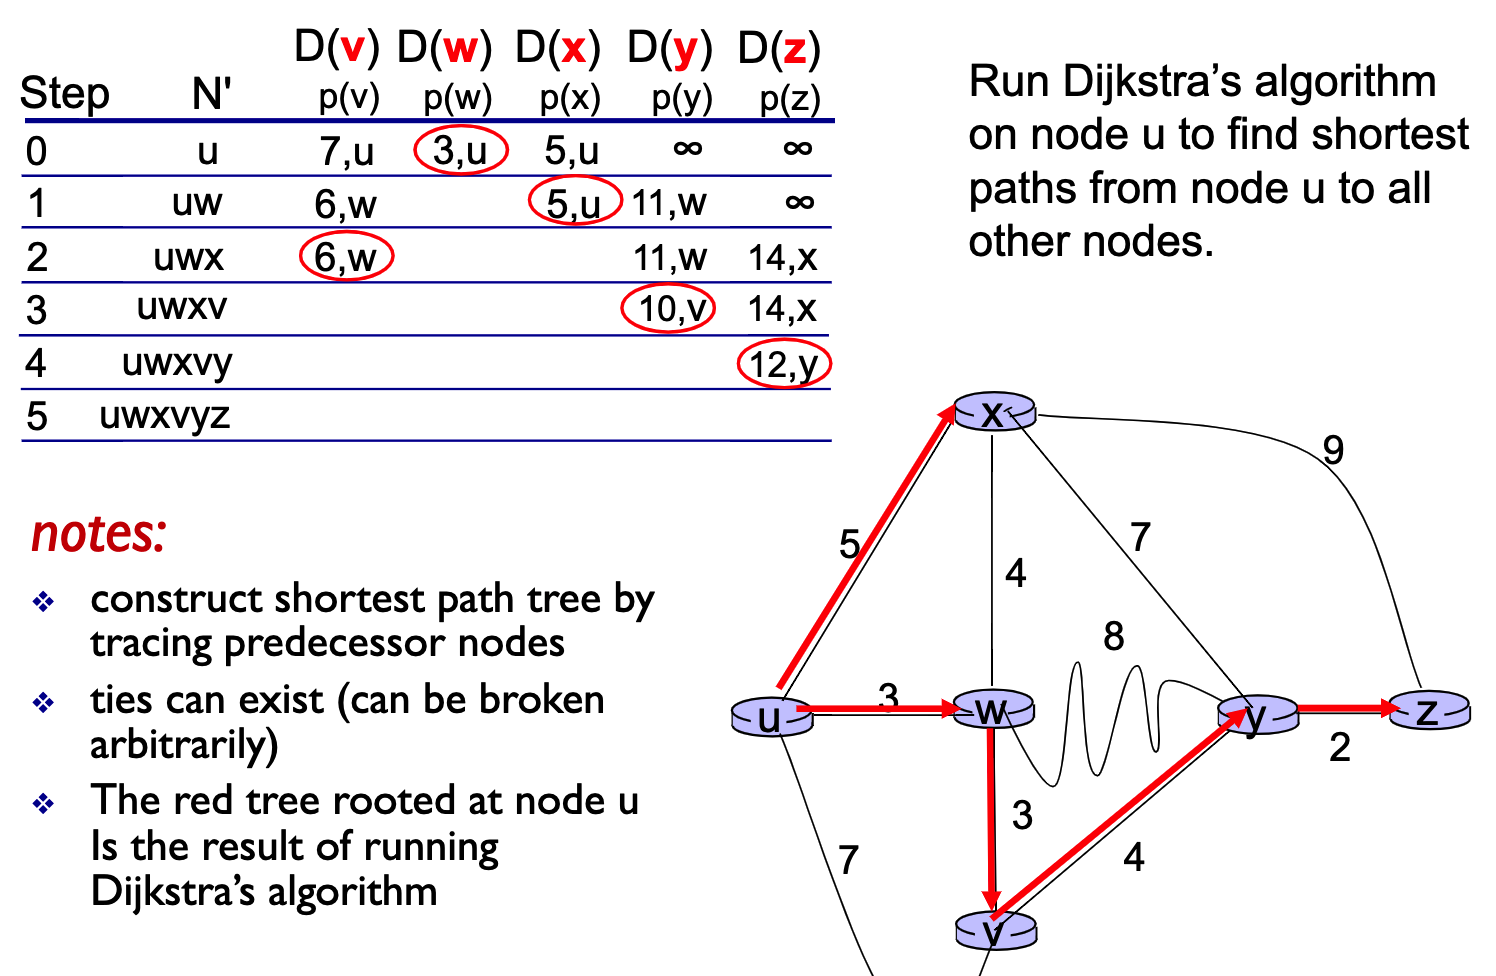 D(v) D(w) D(x) D(y) D(z)
Step N' p(v) p(w) p(x) p(y) p(z)
0 u 7,u 3,u 5,u ∞ ∞
1 uw 6,w 5,u 11,w ∞
2 uwx 6,w 11,w 14,x
3 uwxv 10,v 14,x
4 uwxvy 12,y
5 uwxvyz
Run Dijkstra’s algorithm
on node u to find shortest
paths from node u to all
other nodes.
notes:
❖ construct shortest path tree by
tracing predecessor nodes
❖ ties can exist (can be broken
arbitrarily)
❖ The red tree rooted at node u
Is the result of running
Dijkstra’s algorithm
x
9
5
7
4
8
3
u
w
y
z
2
3
4
7
v